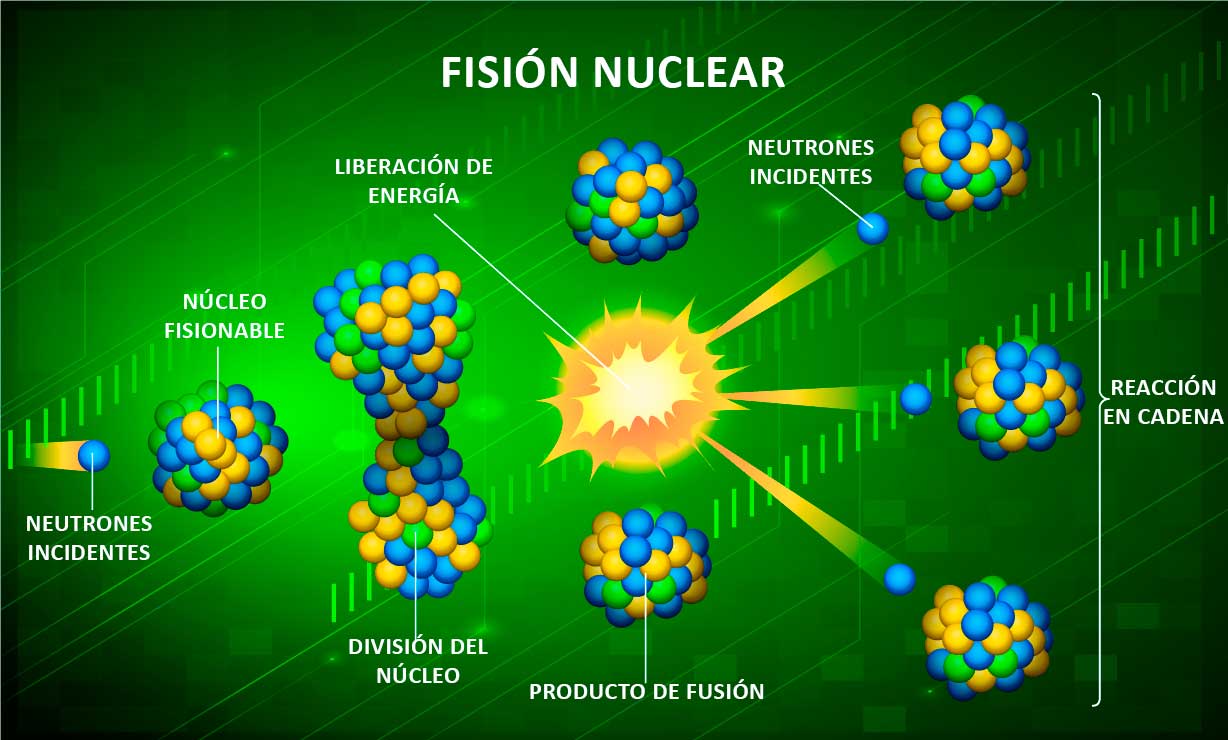 FISIÓN NUCLEAR
LIBERACIÓN DE
ENERGÍA
NEUTRONES
INCIDENTES
NÚCLEO
FISIONABLE
REACCIÓN
EN CADENA
NEUTRONES
INCIDENTES
DIVISIÓN DEL
NÚCLEO
PRODUCTO DE FUSIÓN